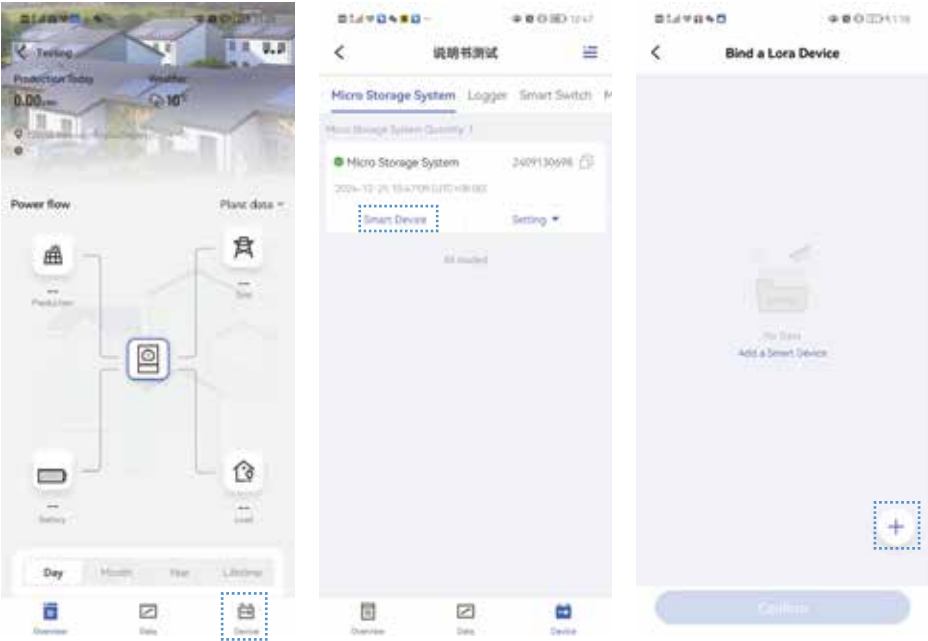 Testing
Production Today
Weather
0.00
10°
Power flow
Plant data
--
Production
--
Grid
--
Battery
--
Load
Day
Month
Year
Lifetime
Overview
Data
Device
说明书测试
Micro Storage System
Logger
Smart Switch
M
Micro Storage System Quantity: 1
Micro Storage System
2409130698
Smart Device
Setting
All loaded
Overview
Data
Device
Bind a Lora Device
No Data
Add a Smart Device
+
Confirm